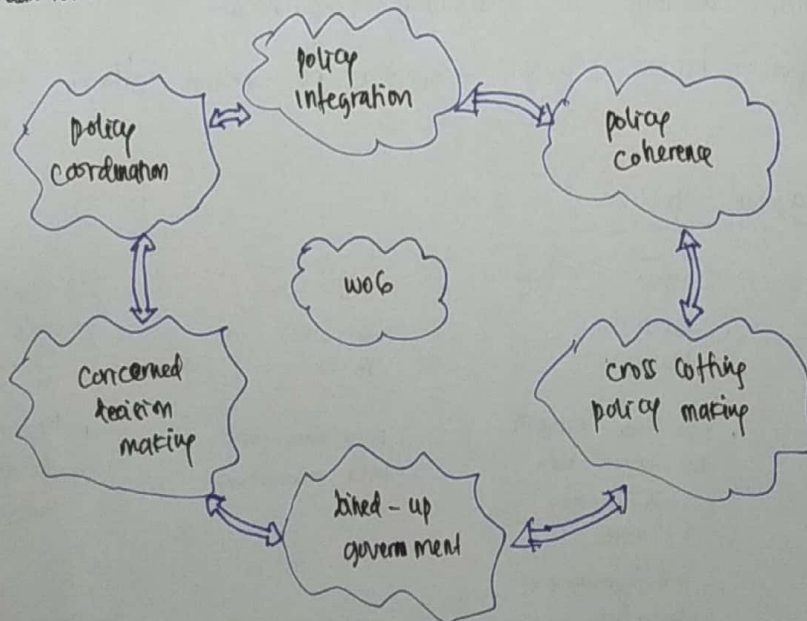 policy
integration
policy
coordination
policy
coherence
WOG
concerned
decision
making
cross cutting
policy making
Joined-up
government